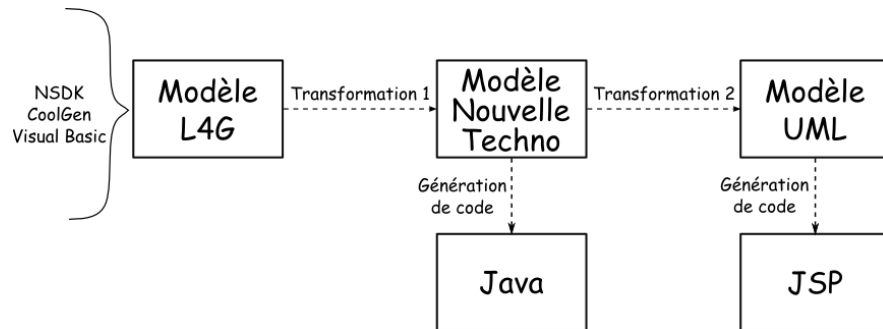 NSDK
CoolGen
Visual Basic
Modèle
L4G
Transformation 1
Modèle
Nouvelle
Techno
Transformation 2
Modèle
UML
Génération
de code
Génération
de code
Java
JSP